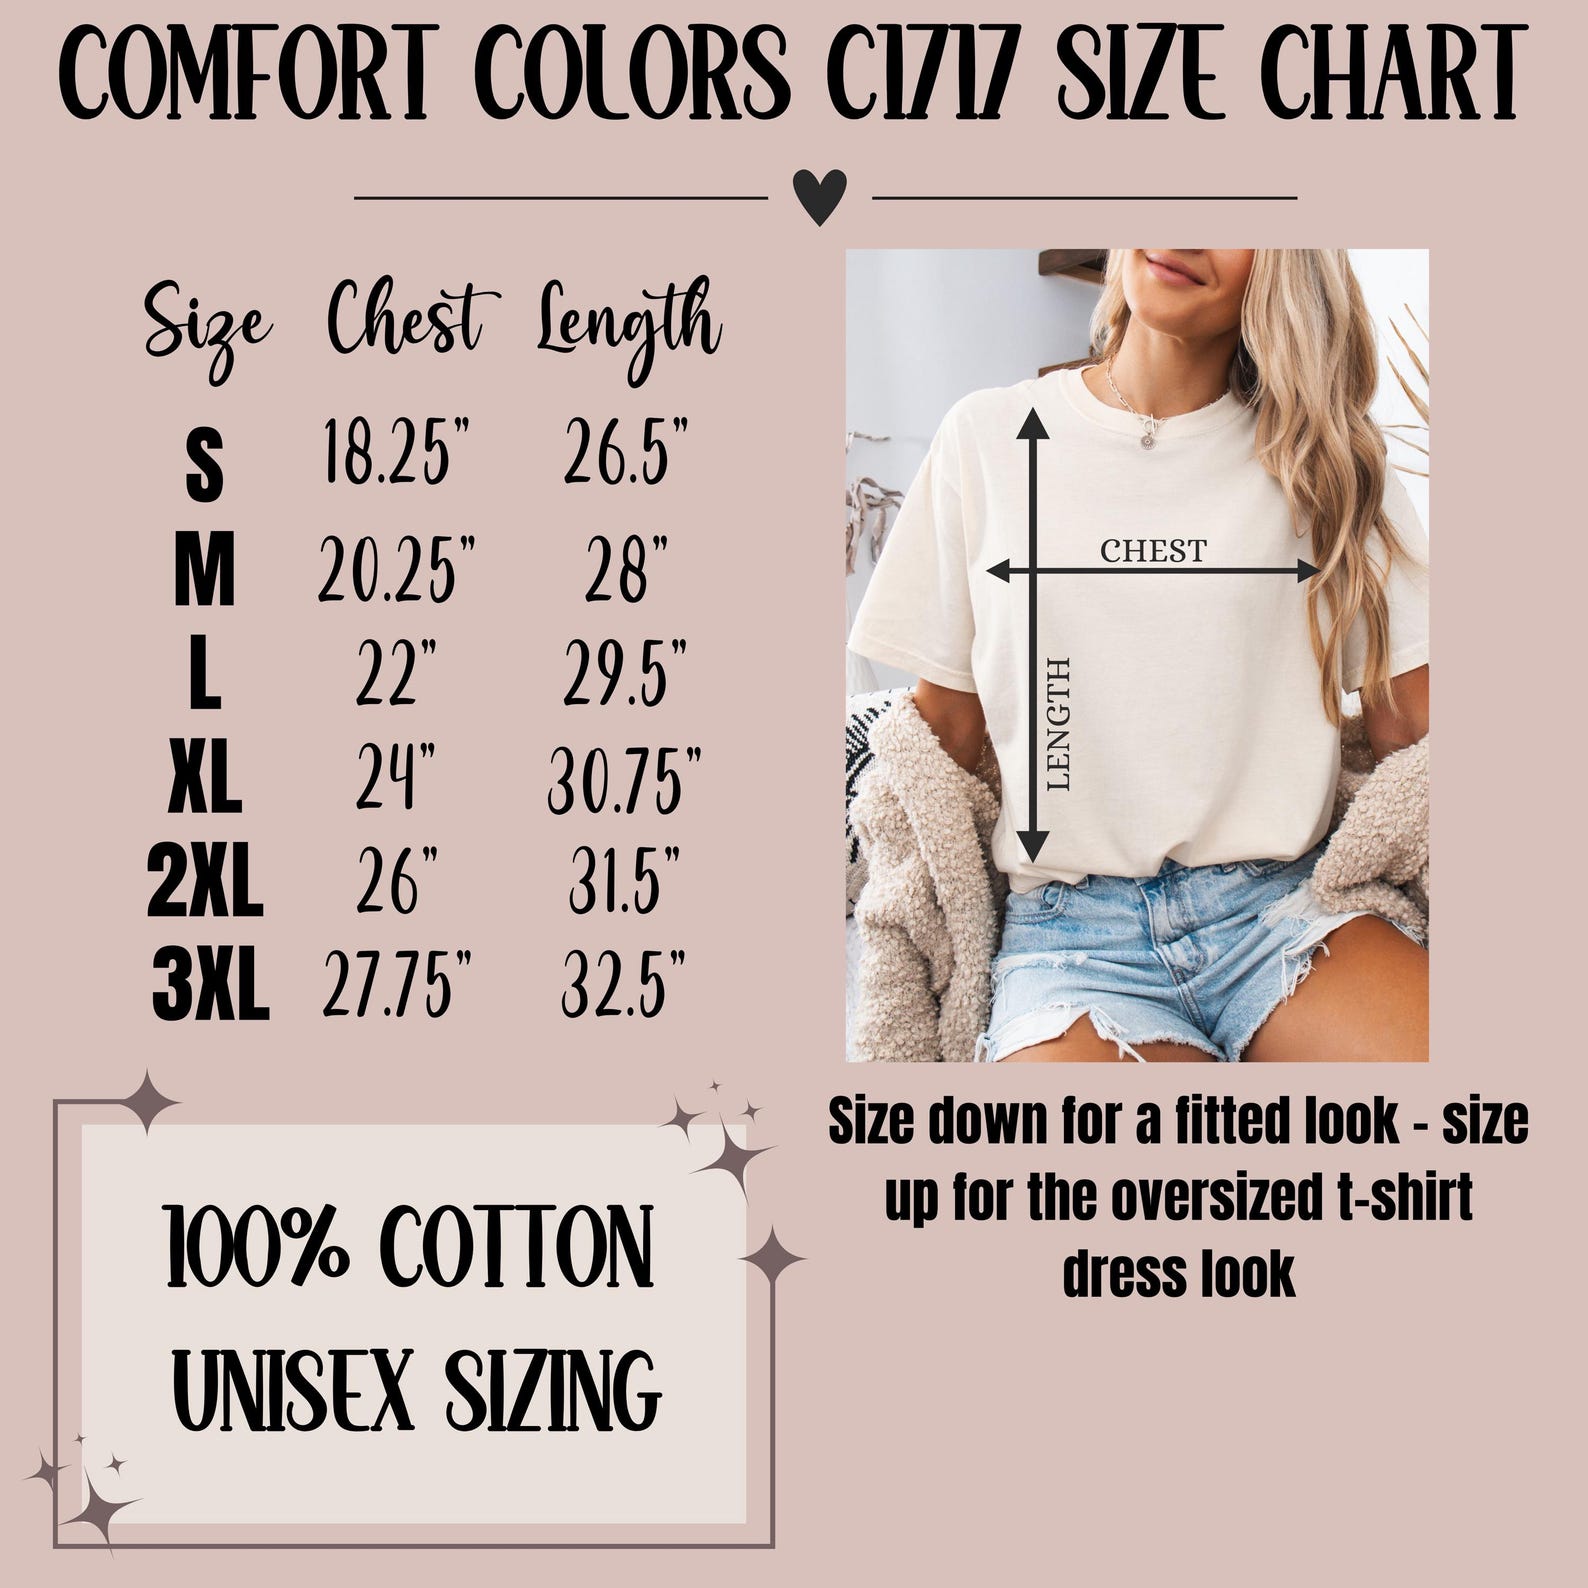 COMFORT COLORS C1717 SIZE CHART
Size Chest Length
S 18.25” 26.5”
M 20.25” 28”
L 22” 29.5”
XL 24” 30.75”
2XL 26” 31.5”
3XL 27.75” 32.5”
CHEST
LENGTH
Size down for a fitted look - size
up for the oversized t-shirt
dress look
100% COTTON
UNISEX SIZING